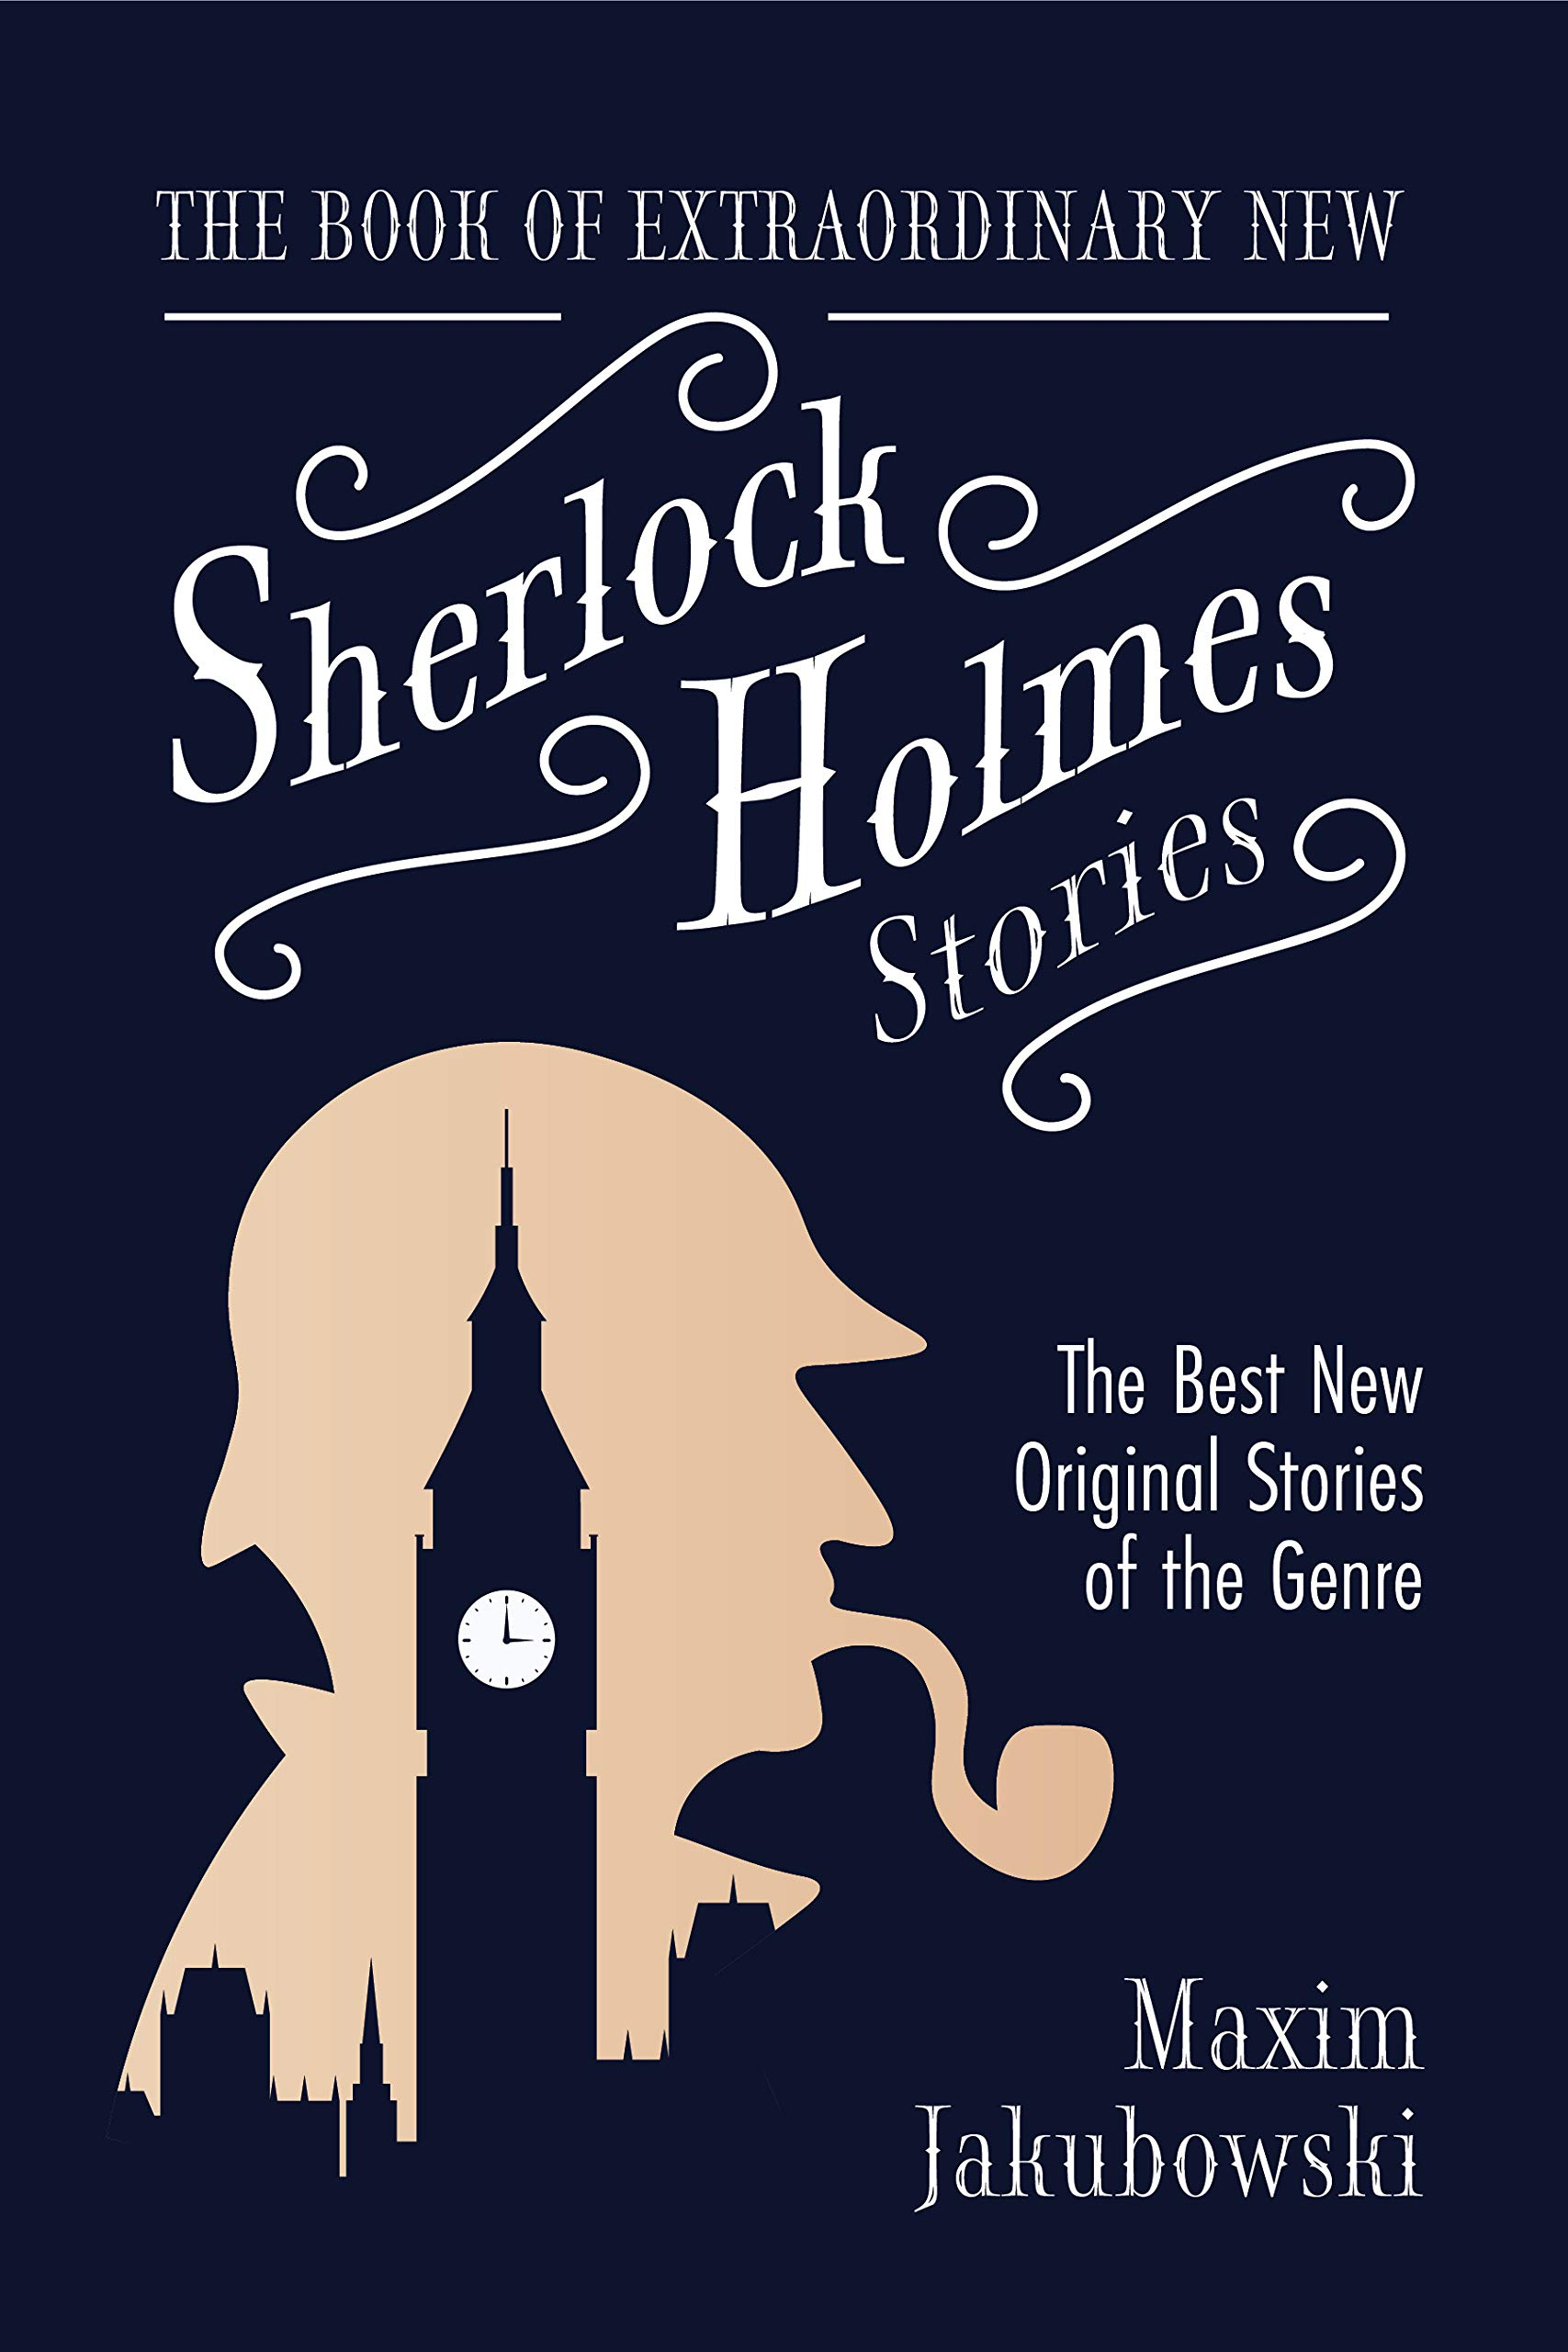 THE BOOK OF EXTRAORDINARY NEW
Sherlock
Holmes
Stories
The Best New
Original Stories
of the Genre
Maxim
Jakubowski